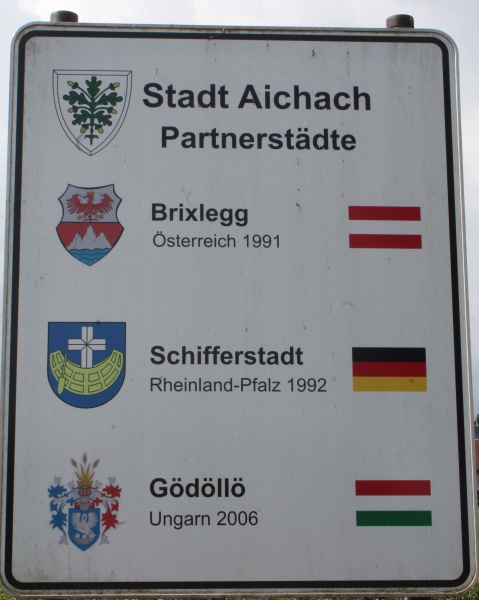 Stadt Aichach
Partnerstädte
Brixlegg
Österreich 1991
Schifferstadt
Rheinland-Pfalz 1992
Gödöllö
Ungarn 2006